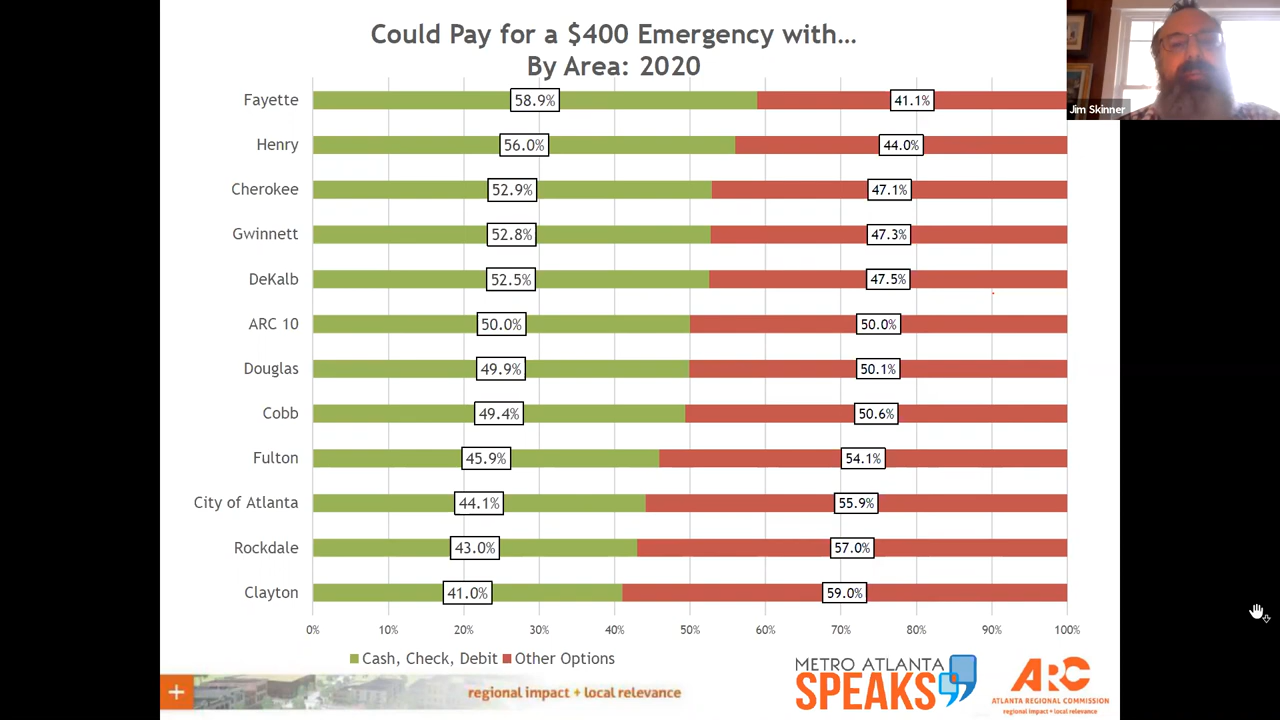 Could Pay for a $400 Emergency with…
By Area: 2020
Jim Skinner
Fayette 58.9% 41.1%
Henry 56.0% 44.0%
Cherokee 52.9% 47.1%
Gwinnett 52.8% 47.3%
DeKalb 52.5% 47.5%
ARC 10 50.0% 50.0%
Douglas 49.9% 50.1%
Cobb 49.4% 50.6%
Fulton 45.9% 54.1%
City of Atlanta 44.1% 55.9%
Rockdale 43.0% 57.0%
Clayton 41.0% 59.0%
0% 10% 20% 30% 40% 50% 60% 70% 80% 90% 100%
Cash, Check, Debit Other Options
regional impact + local relevance
METRO ATLANTA
SPEAKS
ARC
ATLANTA REGIONAL COMMISSION
regional impact + local relevance